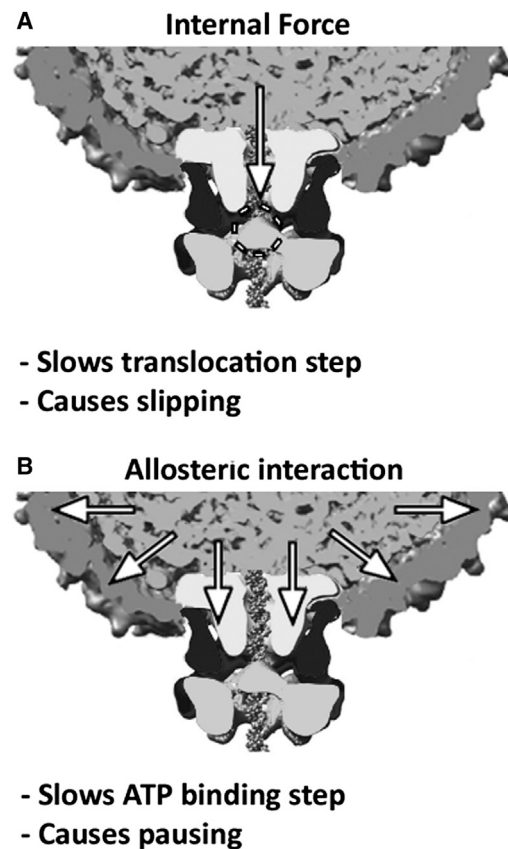 A
Internal Force
- Slows translocation step
- Causes slipping
B
Allosteric interaction
- Slows ATP binding step
- Causes pausing